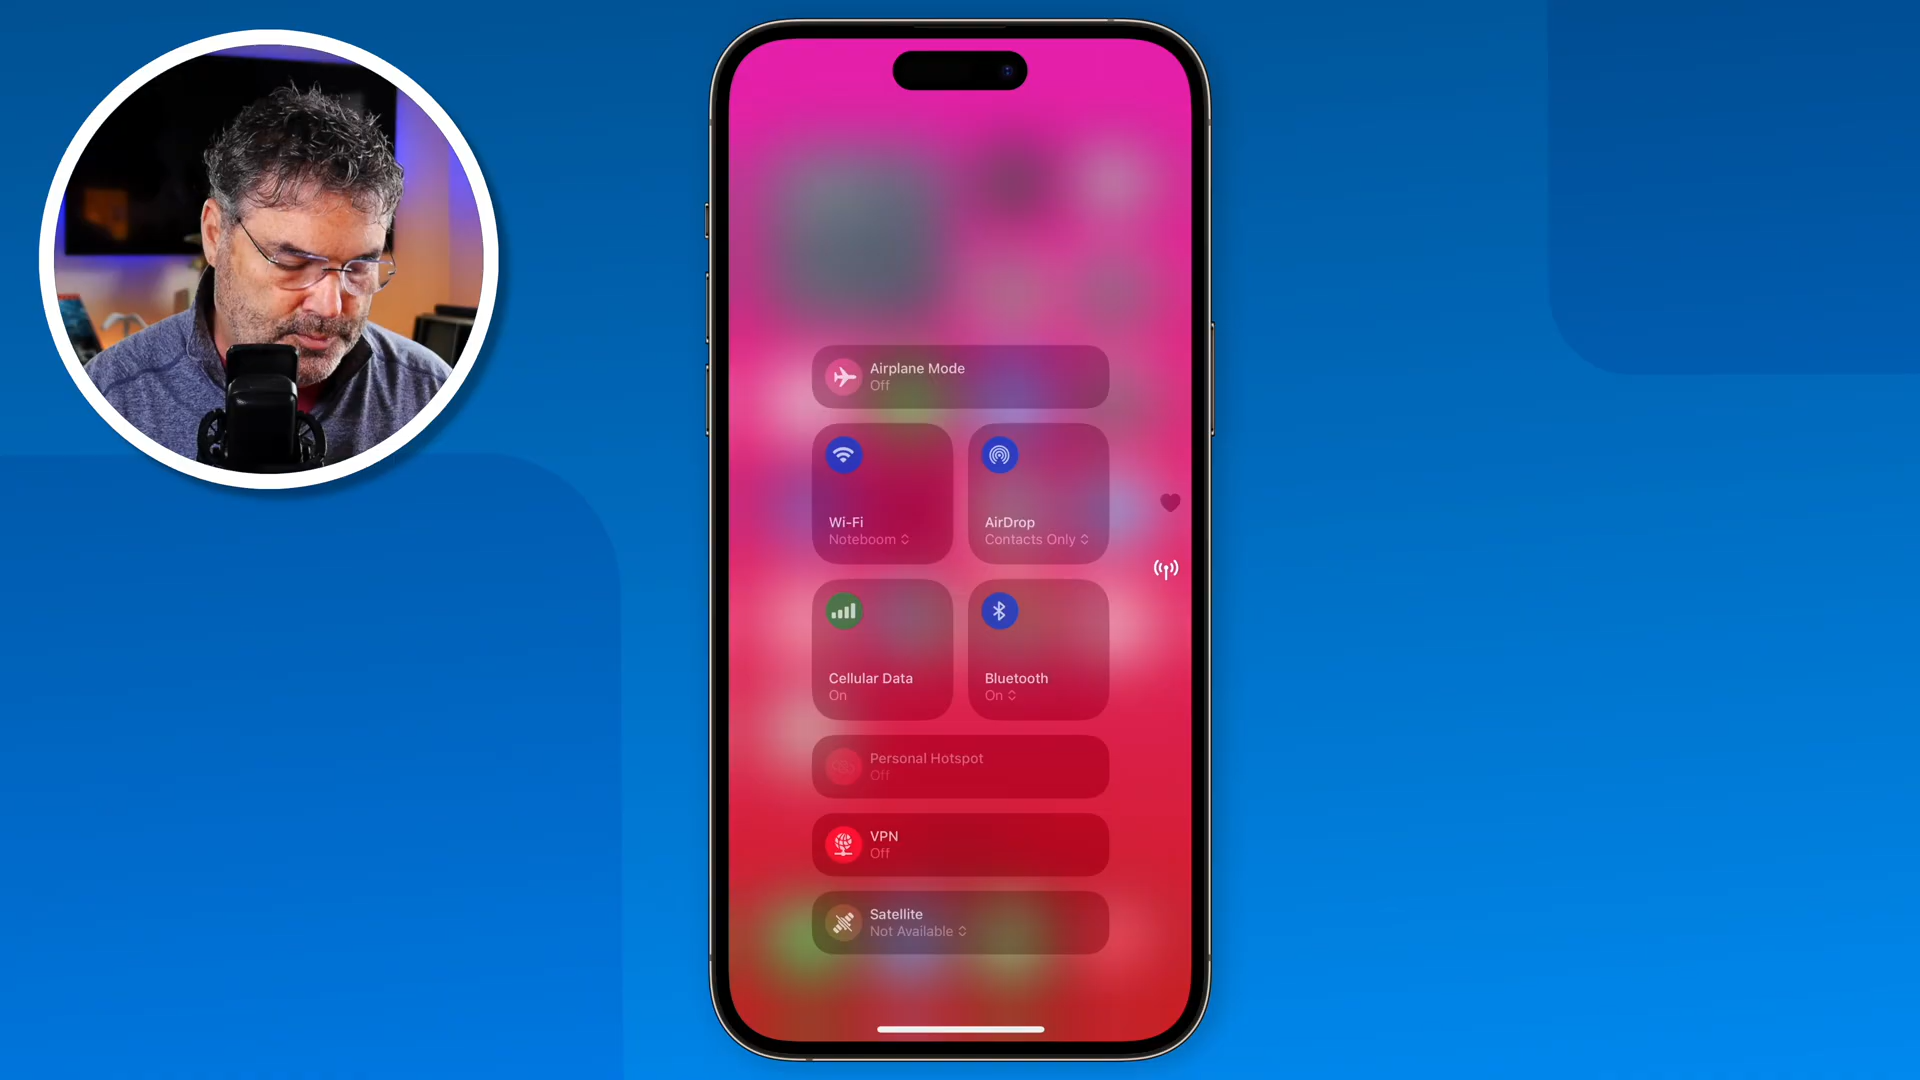 Airplane Mode
Off
Wi-Fi
Noteboom
AirDrop
Contacts Only
Cellular Data
On
Bluetooth
On
Personal Hotspot
Off
VPN
Off
Satellite
Not Available